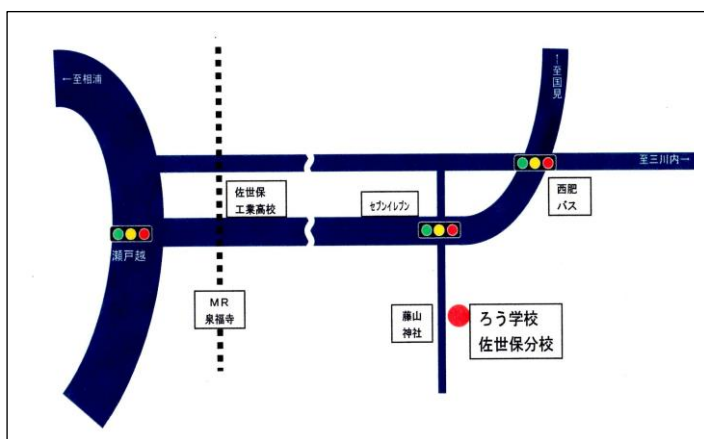 ←至相浦
←至国見
至三川内→
佐世保
工業高校
セブンイレブン
西肥
バス
瀬戸越
MR
泉福寺
藤山
神社
ろう学校
佐世保分校